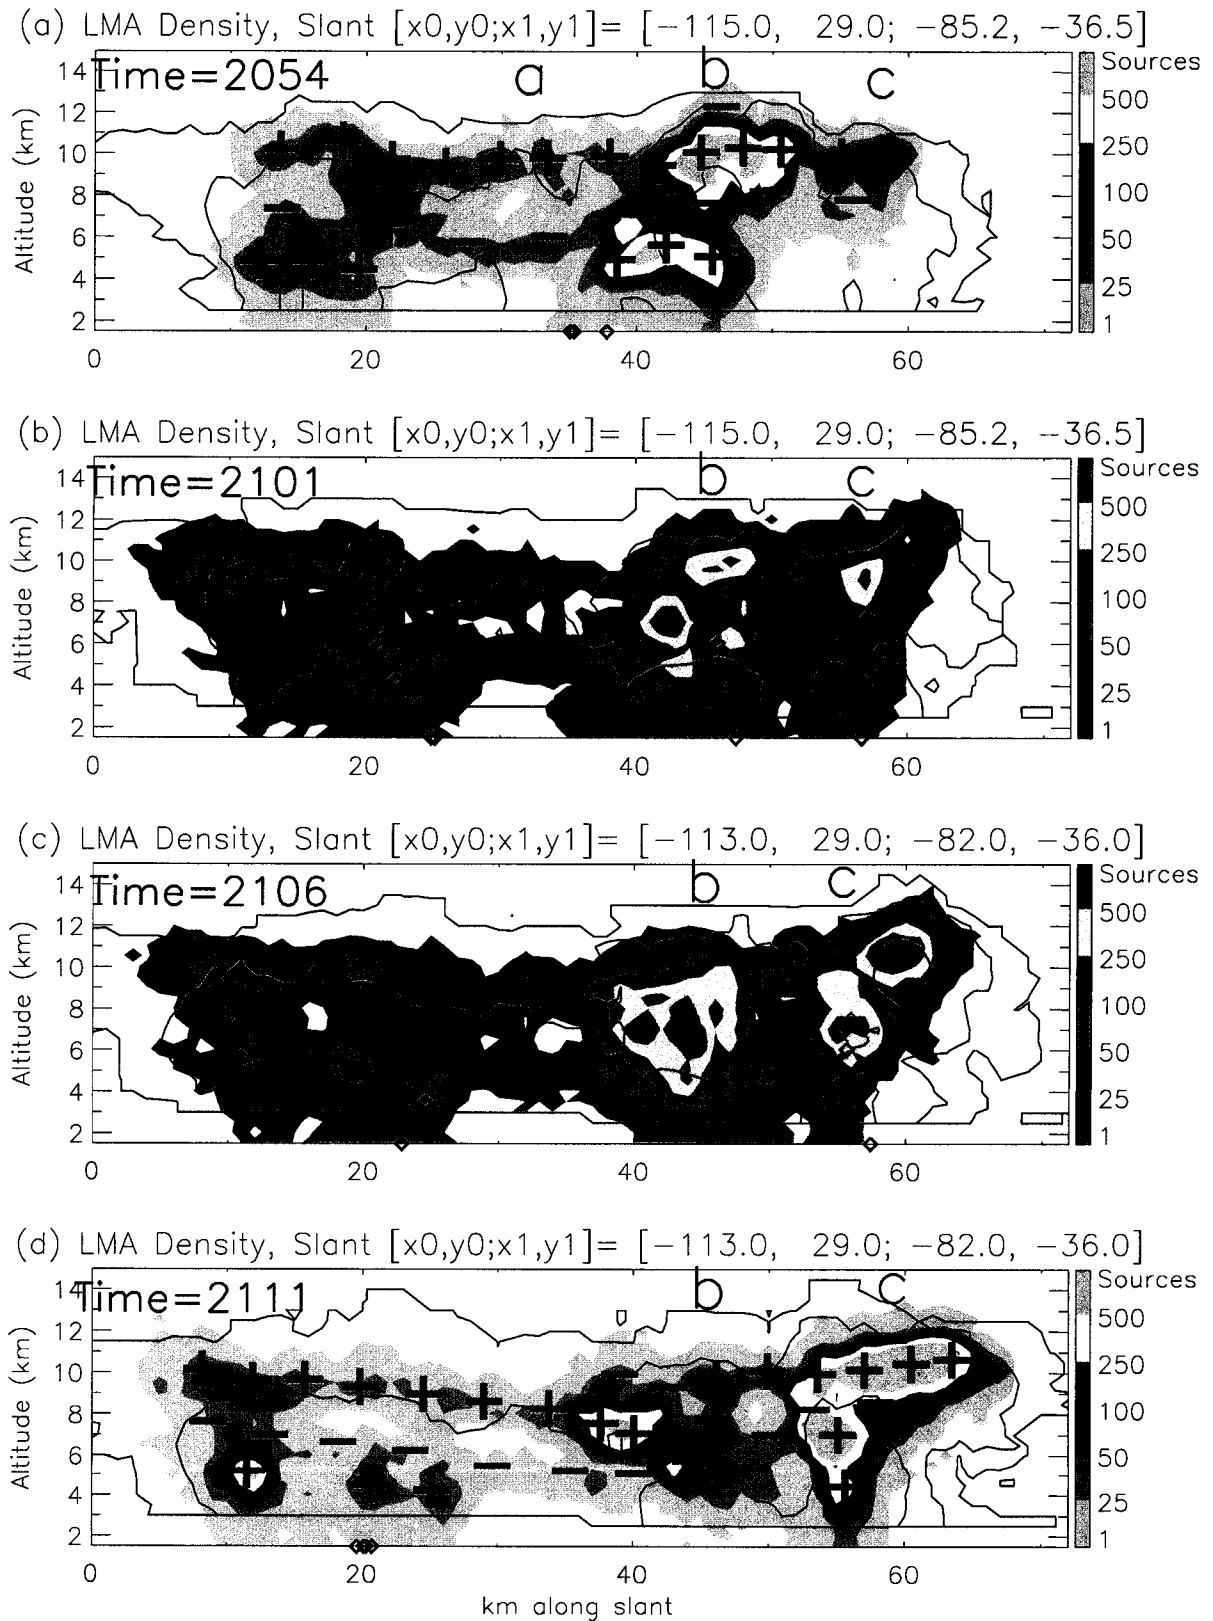 (a) LMA Density, Slant [x0,y0;x1,y1]= [−115.0, 29.0; −85.2, −36.5]
Time=2054
a
b
c
Sources
500
250
100
50
25
1
Altitude (km)
14
12
10
8
6
4
2
0
20
40
60
(b) LMA Density, Slant [x0,y0;x1,y1]= [−115.0, 29.0; −85.2, −36.5]
Time=2101
b
c
Sources
500
250
100
50
25
1
Altitude (km)
14
12
10
8
6
4
2
0
20
40
60
(c) LMA Density, Slant [x0,y0;x1,y1]= [−113.0, 29.0; −82.0, −36.0]
Time=2106
b
c
Sources
500
250
100
50
25
1
Altitude (km)
14
12
10
8
6
4
2
0
20
40
60
(d) LMA Density, Slant [x0,y0;x1,y1]= [−113.0, 29.0; −82.0, −36.0]
Time=2111
b
c
Sources
500
250
100
50
25
1
Altitude (km)
14
12
10
8
6
4
2
0
20
40
60
km along slant